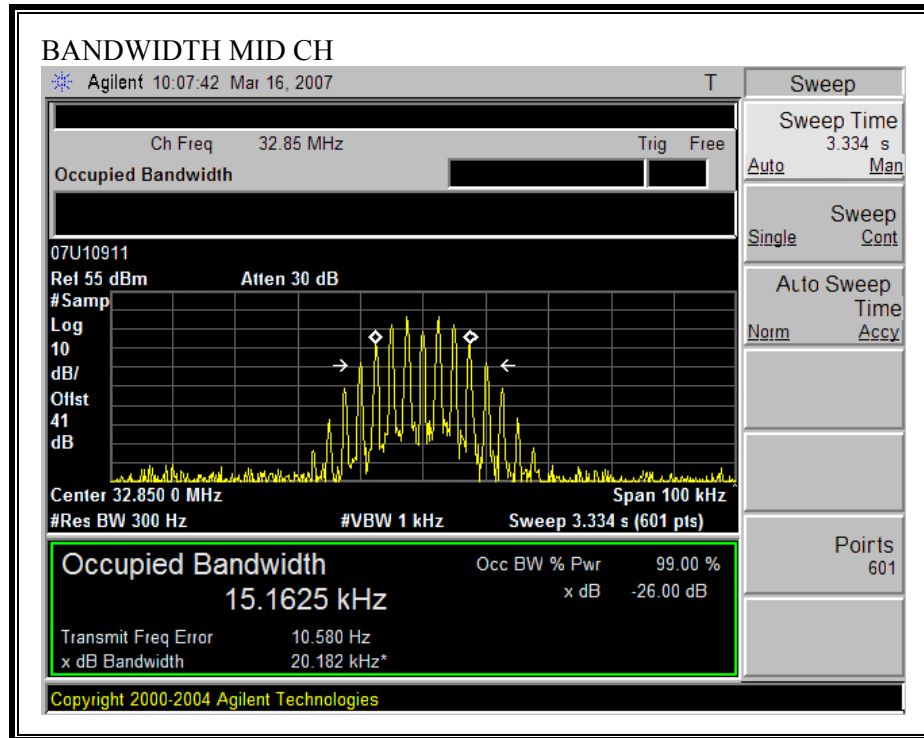 BANDWIDTH MID CH
Agilent 10:07:42 Mar 16, 2007 T
Ch Freq 32.85 MHz Trig Free
Occupied Bandwidth
07U10911
Ref 55 dBm Atten 30 dB
#Samp
Log
10
dB/
Offst
41
dB
Center 32.850 0 MHz Span 100 kHz
#Res BW 300 Hz #VBW 1 kHz Sweep 3.334 s (601 pts)
Occupied Bandwidth Occ BW % Pwr 99.00 %
15.1625 kHz x dB -26.00 dB
Transmit Freq Error 10.580 Hz
x dB Bandwidth 20.182 kHz*
Copyright 2000-2004 Agilent Technologies
Sweep
Sweep Time
3.334 s
Auto Man
Sweep
Single Cont
Auto Sweep
Time
Norm Accy
Points
601